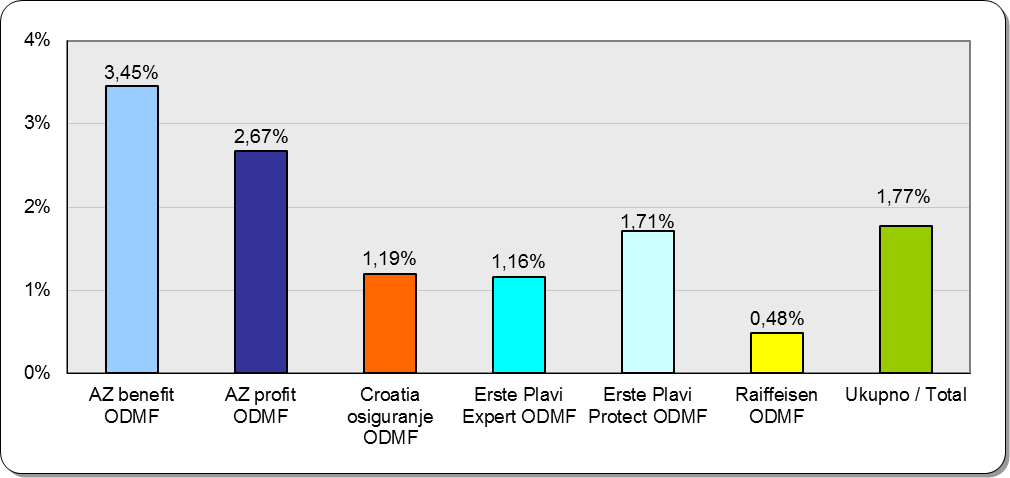 4%
3%
2%
1%
0%
3,45%
2,67%
1,19%
1,16%
1,71%
0,48%
1,77%
AZ benefit
ODMF
AZ profit
ODMF
Croatia
osiguranje
ODMF
Erste Plavi
Expert ODMF
Erste Plavi
Protect ODMF
Raiffeisen
ODMF
Ukupno / Total